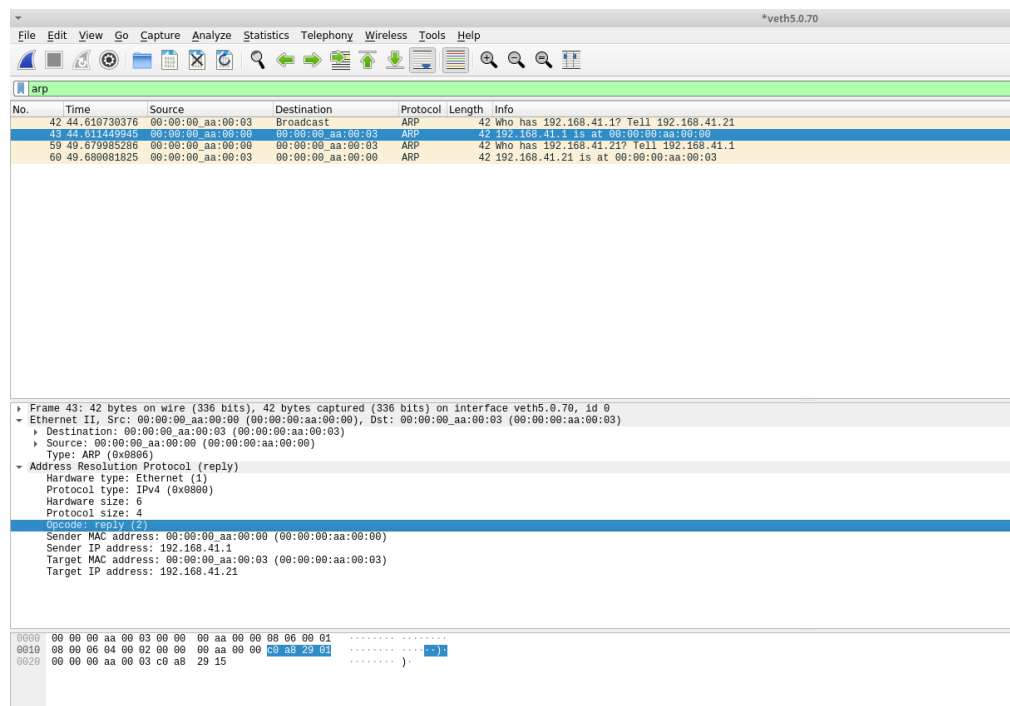 *veth5.0.70
File Edit View Go Capture Analyze Statistics Telephony Wireless Tools Help
arp
No. Time Source Destination Protocol Length Info
42 44.610730376 00:00:00_aa:00:03 Broadcast ARP 42 Who has 192.168.41.1? Tell 192.168.41.21
43 44.611449945 00:00:00_aa:00:00 00:00:00_aa:00:03 ARP 42 192.168.41.1 is at 00:00:00:aa:00:00
59 49.679985286 00:00:00_aa:00:00 00:00:00_aa:00:03 ARP 42 Who has 192.168.41.21? Tell 192.168.41.1
60 49.680081825 00:00:00_aa:00:03 00:00:00_aa:00:00 ARP 42 192.168.41.21 is at 00:00:00:aa:00:03
Frame 43: 42 bytes on wire (336 bits), 42 bytes captured (336 bits) on interface veth5.0.70, id 0
Ethernet II, Src: 00:00:00_aa:00:00 (00:00:00:aa:00:00), Dst: 00:00:00_aa:00:03 (00:00:00:aa:00:03)
Destination: 00:00:00_aa:00:03 (00:00:00:aa:00:03)
Source: 00:00:00_aa:00:00 (00:00:00:aa:00:00)
Type: ARP (0x0806)
Address Resolution Protocol (reply)
Hardware type: Ethernet (1)
Protocol type: IPv4 (0x0800)
Hardware size: 6
Protocol size: 4
Opcode: reply (2)
Sender MAC address: 00:00:00_aa:00:00 (00:00:00:aa:00:00)
Sender IP address: 192.168.41.1
Target MAC address: 00:00:00_aa:00:03 (00:00:00:aa:00:03)
Target IP address: 192.168.41.21
0000 00 00 00 aa 00 03 00 00 00 aa 00 00 08 06 00 01 ········ ········
0010 08 00 06 04 00 02 00 00 00 aa 00 00 c0 a8 29 01 ········ ······)·
0020 00 00 00 aa 00 03 c0 a8 29 15 ········ )·